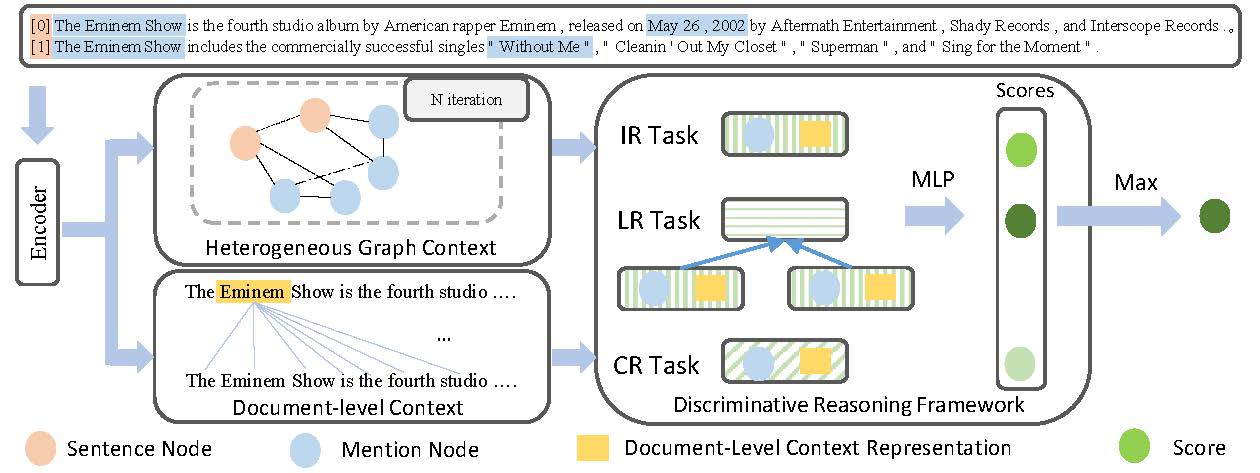 [0] The Eminem Show is the fourth studio album by American rapper Eminem , released on May 26 , 2002 by Aftermath Entertainment , Shady Records , and Interscope Records . 。
[1] The Eminem Show includes the commercially successful singles " Without Me " , " Cleanin ' Out My Closet " , " Superman " , and " Sing for the Moment " .
Encoder
N iteration
Heterogeneous Graph Context
The Eminem Show is the fourth studio ....
...
The Eminem Show is the fourth studio ....
Document-level Context
Scores
IR Task
MLP
Max
LR Task
CR Task
Discriminative Reasoning Framework
Sentence Node
Mention Node
Document-Level Context Representation
Score